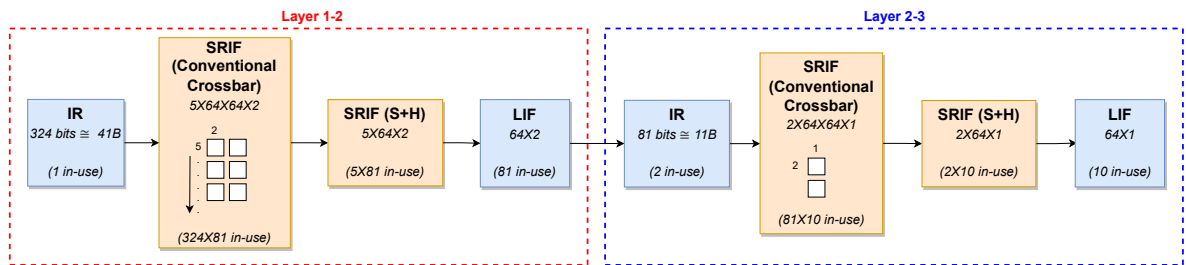 Layer 1-2
IR
324 bits ≅ 41B
(1 in-use)
SRIF
(Conventional
Crossbar)
5X64X64X2
2
5
.
.
.
.
(324X81 in-use)
SRIF (S+H)
5X64X2
(5X81 in-use)
LIF
64X2
(81 in-use)
Layer 2-3
IR
81 bits ≅ 11B
(2 in-use)
SRIF
(Conventional
Crossbar)
2X64X64X1
1
2
(81X10 in-use)
SRIF (S+H)
2X64X1
(2X10 in-use)
LIF
64X1
(10 in-use)